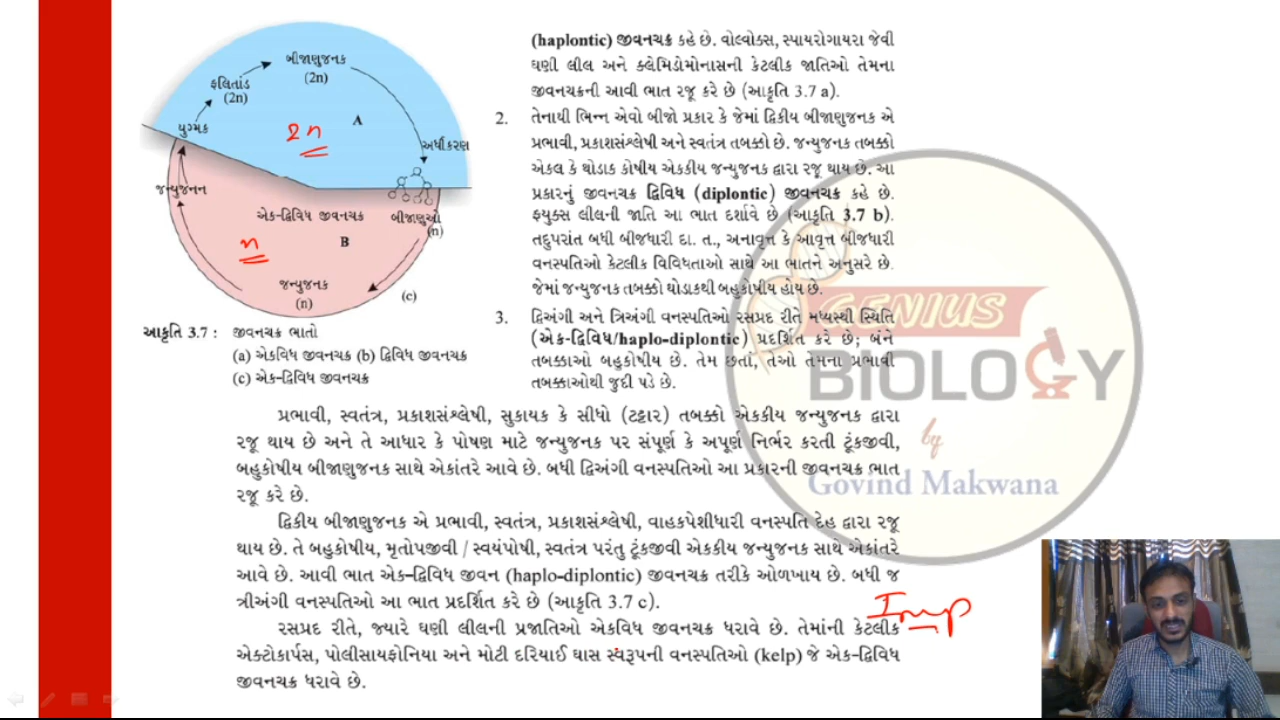 બીજાણુજનક
(2n)
ફલિતાંડ
(2n)
A
2n
યુગ્મક
અર્ધીકરણ
જન્યુજનન
એક-દ્વિવિધ જીવનચક્ર
બીજાણુઓ
(n)
n
B
જન્યુજનક
(n)
(c)
આકૃતિ 3.7 : જીવનચક્ર ભાતો
(a) એકવિધ જીવનચક્ર (b) દ્વિવિધ જીવનચક્ર
(c) એક-દ્વિવિધ જીવનચક્ર
(haplontic) જીવનચક્ર કહે છે. વોલ્વોક્સ, સ્પાયરોગાયરા જેવી
ઘણી લીલ અને ક્લેમિડોમોનાસની કેટલીક જાતિઓ તેમના
જીવનચક્રની આવી ભાત રજૂ કરે છે (આકૃતિ 3.7 a).
2. તેનાથી ભિન્ન એવો બીજો પ્રકાર કે જેમાં દ્વિકીય બીજાણુજનક એ
પ્રભાવી, પ્રકાશસંશ્લેષી અને સ્વતંત્ર તબક્કો છે. જન્યુજનક તબક્કો
એકલ કે થોડાક કોષીય એકકીય જન્યુજનક દ્વારા રજૂ થાય છે. આ
પ્રકારનું જીવનચક્ર દ્વિવિધ (diplontic) જીવનચક્ર કહે છે.
ફયુક્સ લીલની જાતિ આ ભાત દર્શાવે છે (આકૃતિ 3.7 b).
તદુપરાંત બધી બીજધારી દા. ત., અનાવૃત્ત કે આવૃત્ત બીજધારી
વનસ્પતિઓ કેટલીક વિવિધતાઓ સાથે આ ભાતને અનુસરે છે.
જેમાં જન્યુજનક તબક્કો થોડાકથી બહુકોષીય હોય છે.
3. દ્વિઅંગી અને ત્રિઅંગી વનસ્પતિઓ રસપ્રદ રીતે મધ્યસ્થી સ્થિતિ
(એક-દ્વિવિધ/haplo-diplontic) પ્રદર્શિત કરે છે; બંને
તબક્કાઓ બહુકોષીય છે. તેમ છતાં, તેઓ તેમના પ્રભાવી
તબક્કાઓથી જુદી પડે છે.
પ્રભાવી, સ્વતંત્ર, પ્રકાશસંશ્લેષી, સુકાયક કે સીધો (ટટ્ટાર) તબક્કો એકકીય જન્યુજનક દ્વારા
રજૂ થાય છે અને તે આધાર કે પોષણ માટે જન્યુજનક પર સંપૂર્ણ કે અપૂર્ણ નિર્ભર કરતી ટૂંકજીવી,
બહુકોષીય બીજાણુજનક સાથે એકાંતરે આવે છે. બધી દ્વિઅંગી વનસ્પતિઓ આ પ્રકારની જીવનચક્ર ભાત
રજૂ કરે છે.
દ્વિકીય બીજાણુજનક એ પ્રભાવી, સ્વતંત્ર, પ્રકાશસંશ્લેષી, વાહકપેશીધારી વનસ્પતિ દેહ દ્વારા રજૂ
થાય છે. તે બહુકોષીય, મૃતોપજીવી / સ્વયંપોષી, સ્વતંત્ર પરંતુ ટૂંકજીવી એકકીય જન્યુજનક સાથે એકાંતરે
આવે છે. આવી ભાત એક-દ્વિવિધ જીવન (haplo-diplontic) જીવનચક્ર તરીકે ઓળખાય છે. બધી જ
ત્રીઅંગી વનસ્પતિઓ આ ભાત પ્રદર્શિત કરે છે (આકૃતિ 3.7 c).
Imp
રસપ્રદ રીતે, જ્યારે ઘણી લીલની પ્રજાતિઓ એકવિધ જીવનચક્ર ધરાવે છે. તેમાંની કેટલીક
એક્ટોકાર્પસ, પોલીસાયફોનિયા અને મોટી દરિયાઈ ઘાસ સ્વરૂપની વનસ્પતિઓ (kelp) જે એક-દ્વિવિધ
જીવનચક્ર ધરાવે છે.
GENIUS
BIOLOGY
by
Govind Makwana